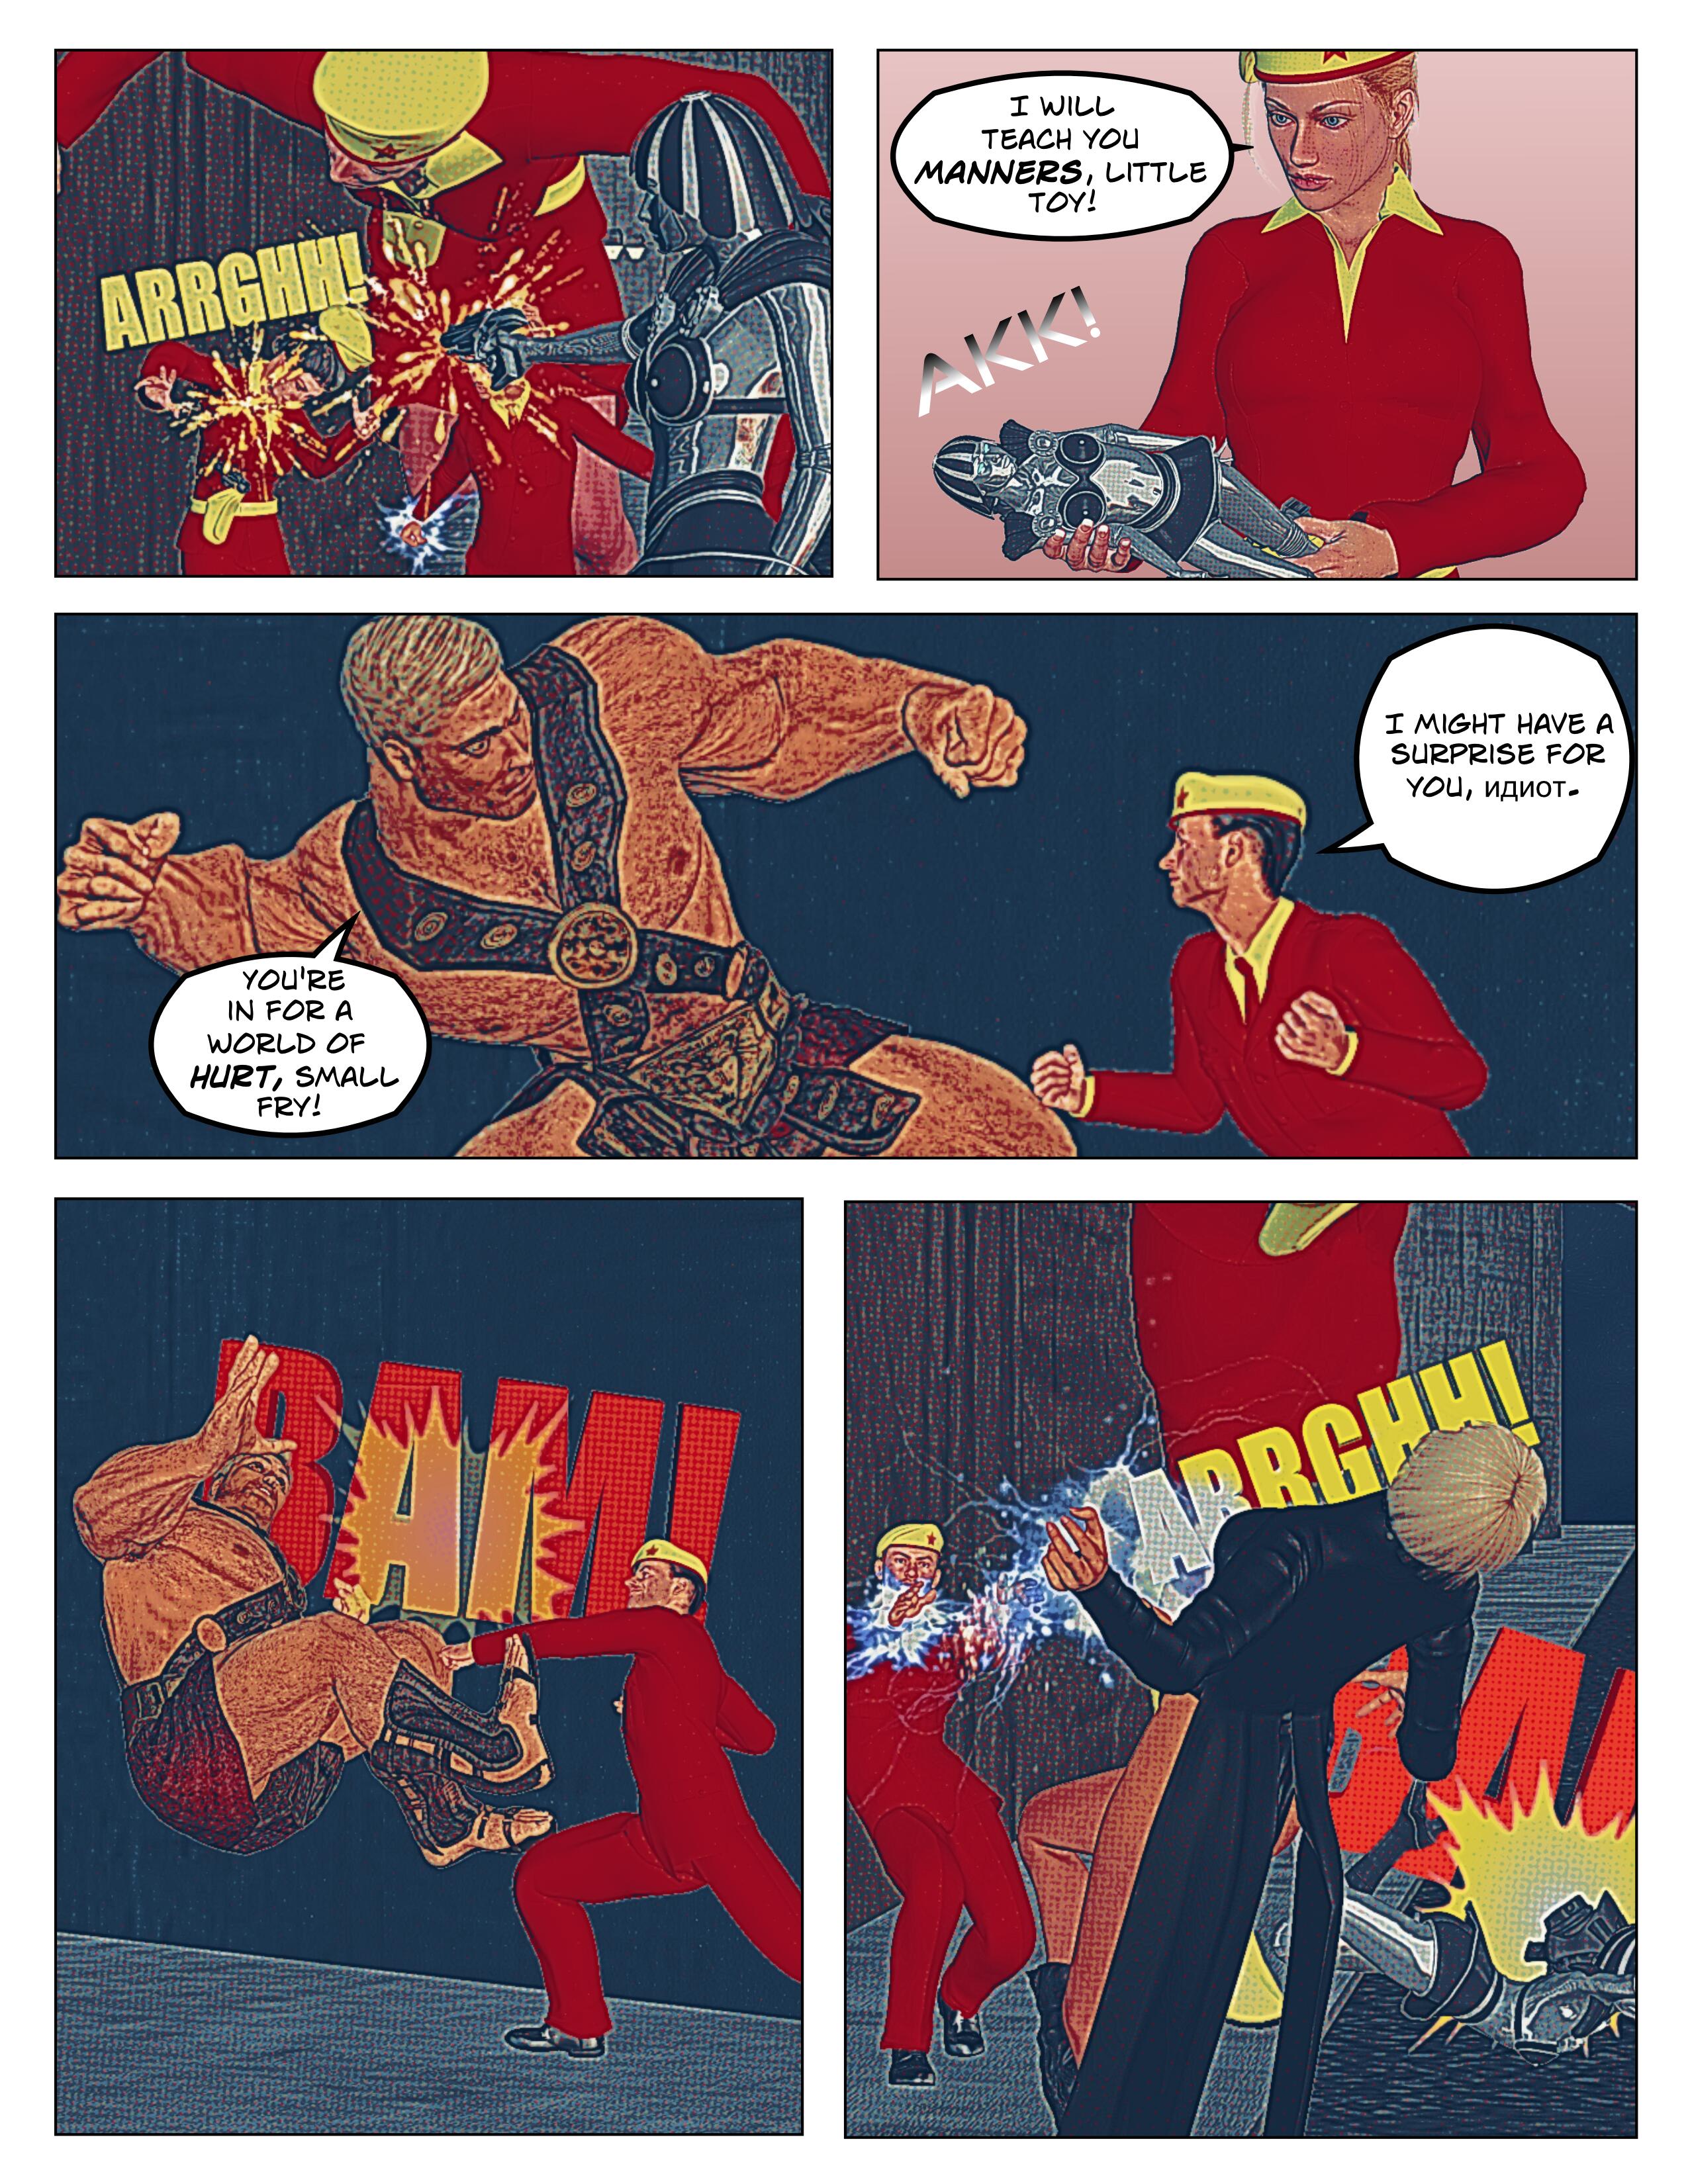 ARRGHH!
I WILL
TEACH YOU
MANNERS, LITTLE
TOY!
AKK!
YOU'RE
IN FOR A
WORLD OF
HURT, SMALL
FRY!
I MIGHT HAVE A
SURPRISE FOR
YOU, идиот.
BAM!
ARRGHH!
BAM